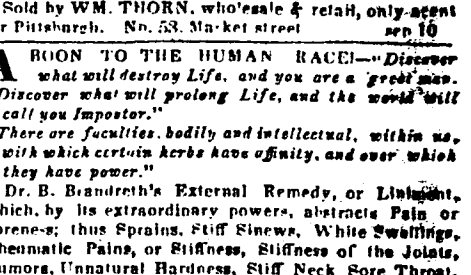 Sold by WM. THORN, wholesale & retail, only agent
r Pittsburgh. No. 53. Market street sep 10
A BOON TO THE HUMAN RACE!—"Discover
what will destroy Life, and you are a great man.
Discover what will prolong Life, and the world will
call you Impostor."
There are faculties, bodily and intellectual, within us,
with which certain herbs have affinity, and over which
they have power."
Dr. B. Brandreth's External Remedy, or Liniment,
hich, by its extraordinary powers, abstracts Pain or
oreness; thus Sprains, Stiff Sinews, White Swellings,
heumatic Pains, or Stiffness, Stiffness of the Joints,
umors, Unnatural Hardness, Stiff Neck Sore Throat,